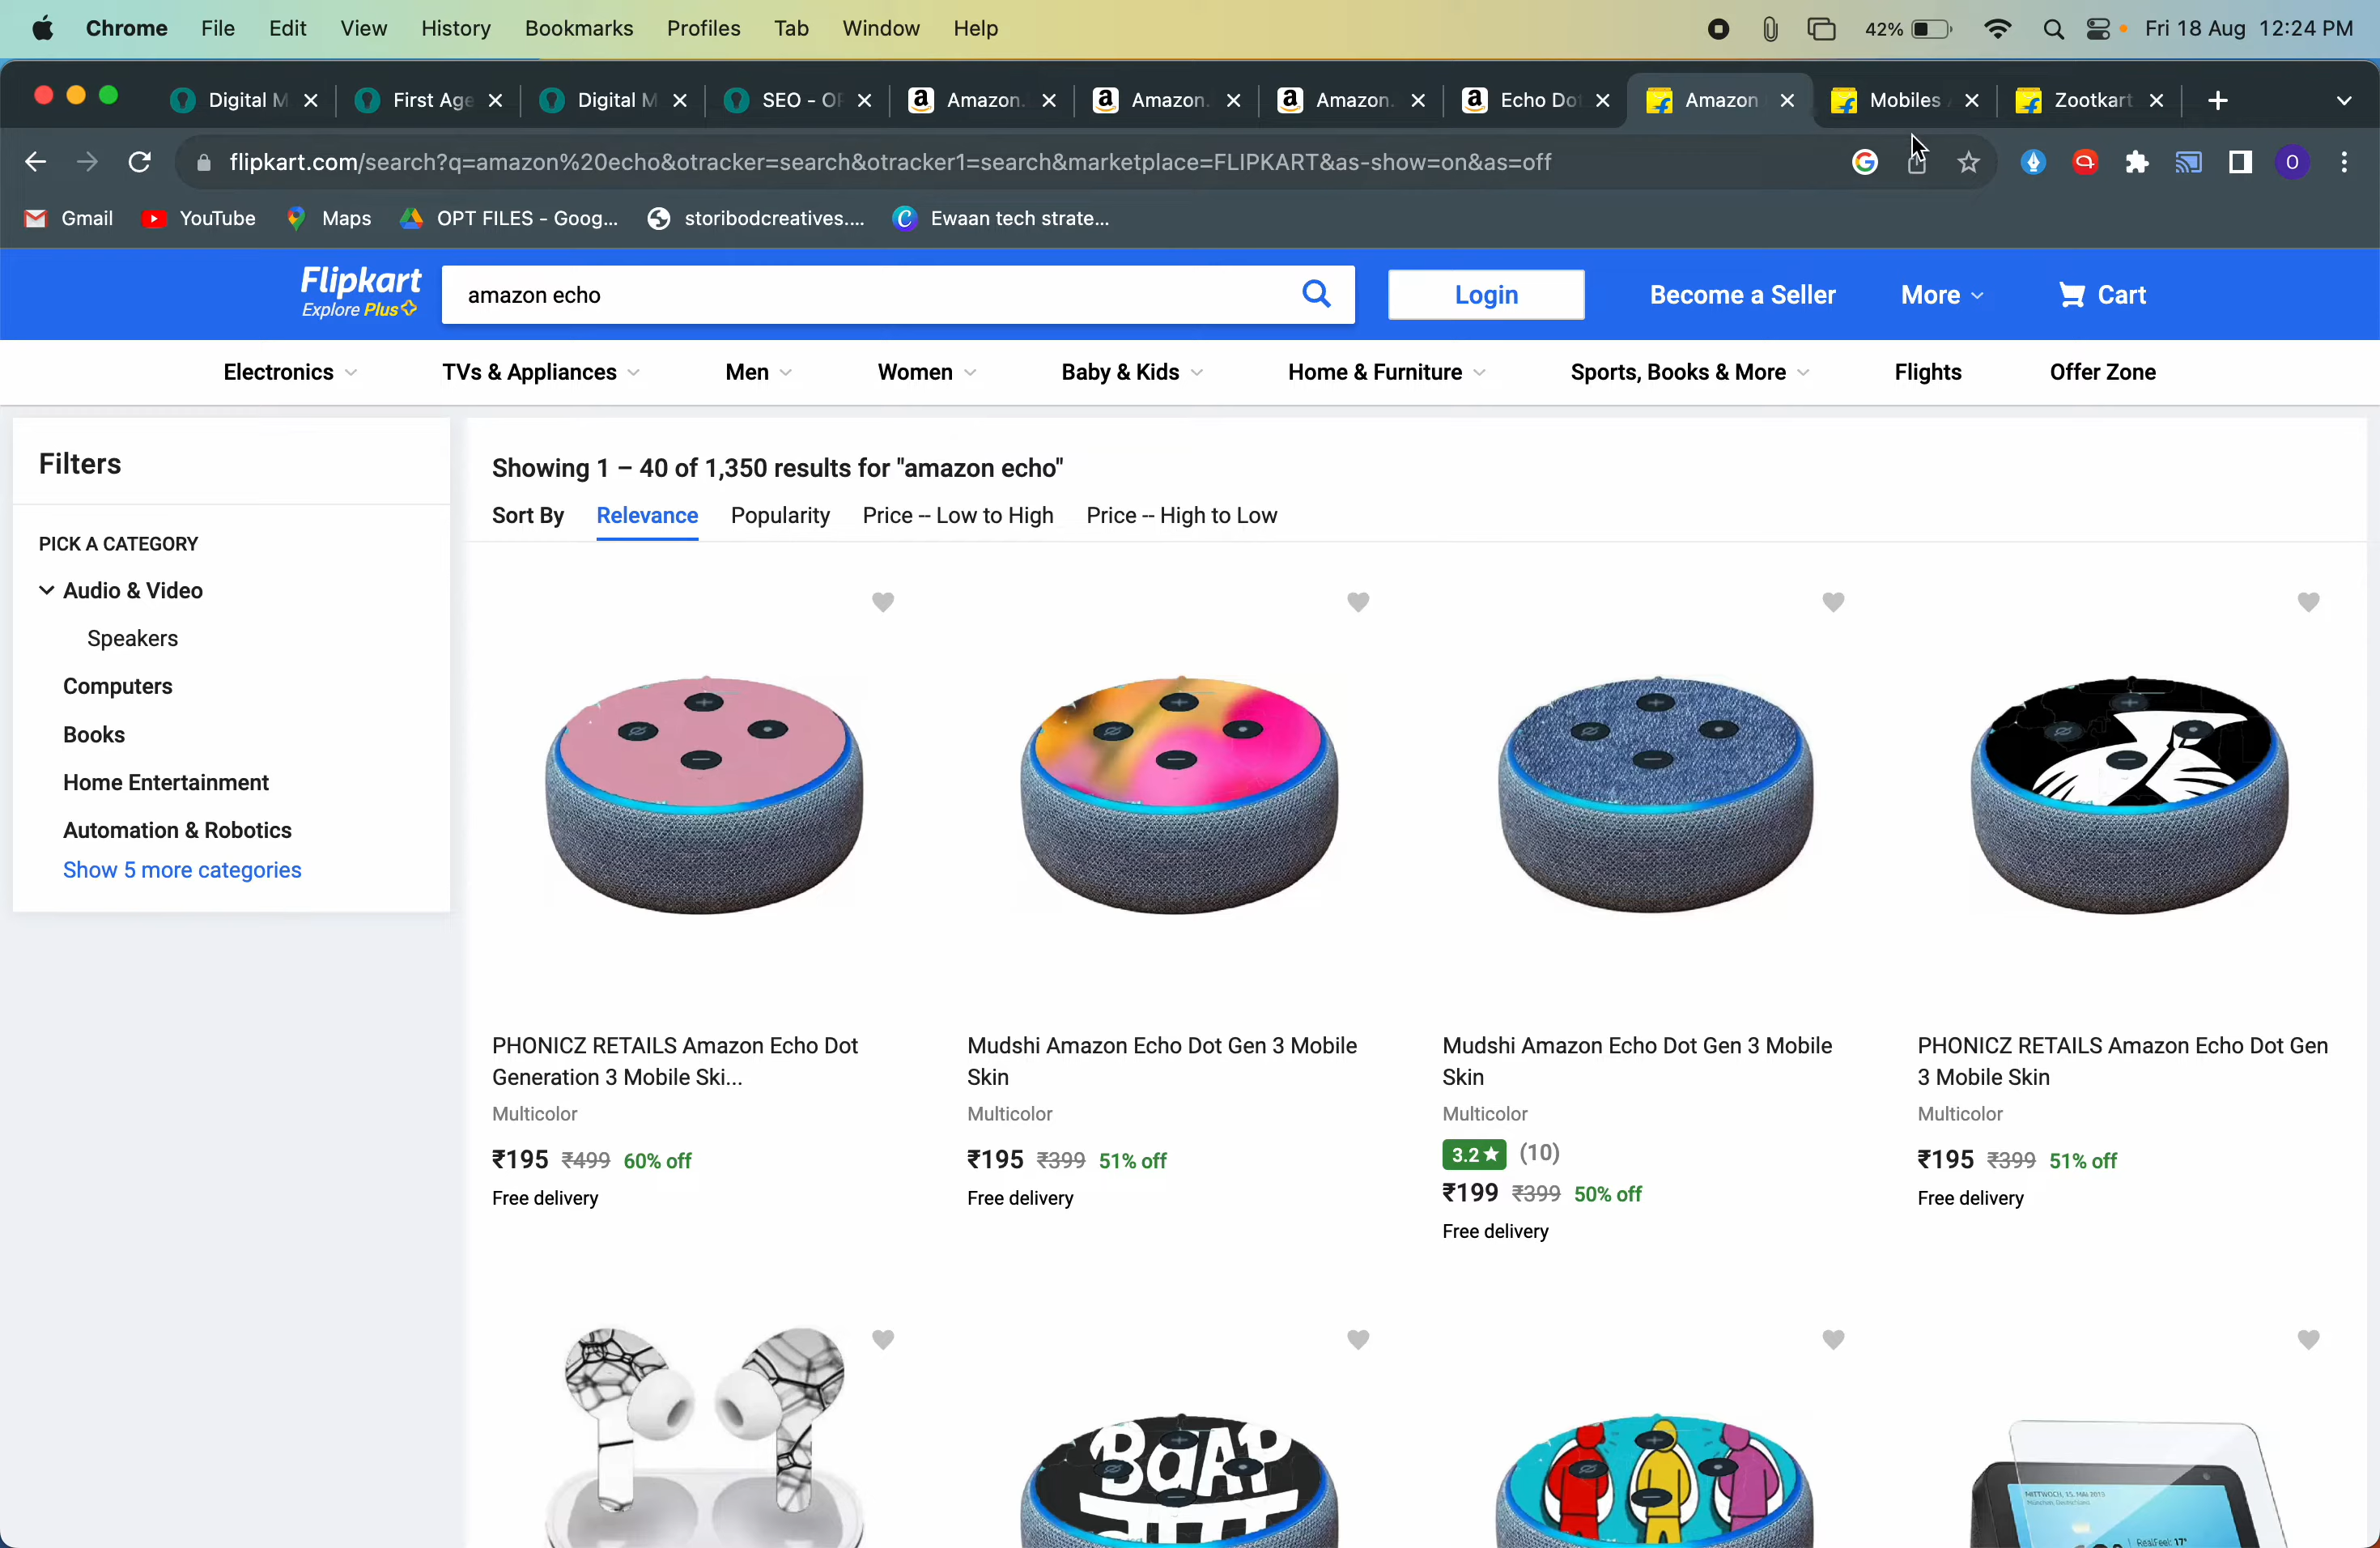 Chrome File Edit View History Bookmarks Profiles Tab Window Help 42% Fri 18 Aug 12:24 PM
Digital M First Age Digital M SEO - OP Amazon. Amazon. Amazon. Echo Dot Amazon Mobiles Zootkart
flipkart.com/search?q=amazon%20echo&otracker=search&otracker1=search&marketplace=FLIPKART&as-show=on&as=off
Gmail YouTube Maps OPT FILES - Goog... storibodcreatives.... Ewaan tech strate...
Flipkart
Explore Plus
amazon echo
Login
Become a Seller
More
Cart
Electronics TVs & Appliances Men Women Baby & Kids Home & Furniture Sports, Books & More Flights Offer Zone
Filters
PICK A CATEGORY
Audio & Video
Speakers
Computers
Books
Home Entertainment
Automation & Robotics
Show 5 more categories
Showing 1 – 40 of 1,350 results for "amazon echo"
Sort By Relevance Popularity Price -- Low to High Price -- High to Low
PHONICZ RETAILS Amazon Echo Dot
Generation 3 Mobile Ski...
Multicolor
₹195 ₹499 60% off
Free delivery
Mudshi Amazon Echo Dot Gen 3 Mobile
Skin
Multicolor
₹195 ₹399 51% off
Free delivery
Mudshi Amazon Echo Dot Gen 3 Mobile
Skin
Multicolor
3.2★ (10)
₹199 ₹399 50% off
Free delivery
PHONICZ RETAILS Amazon Echo Dot Gen
3 Mobile Skin
Multicolor
₹195 ₹399 51% off
Free delivery
BaAP
MITTWOCH, 15. MAI 2013
München, Deutschland
RealFeel: 17°